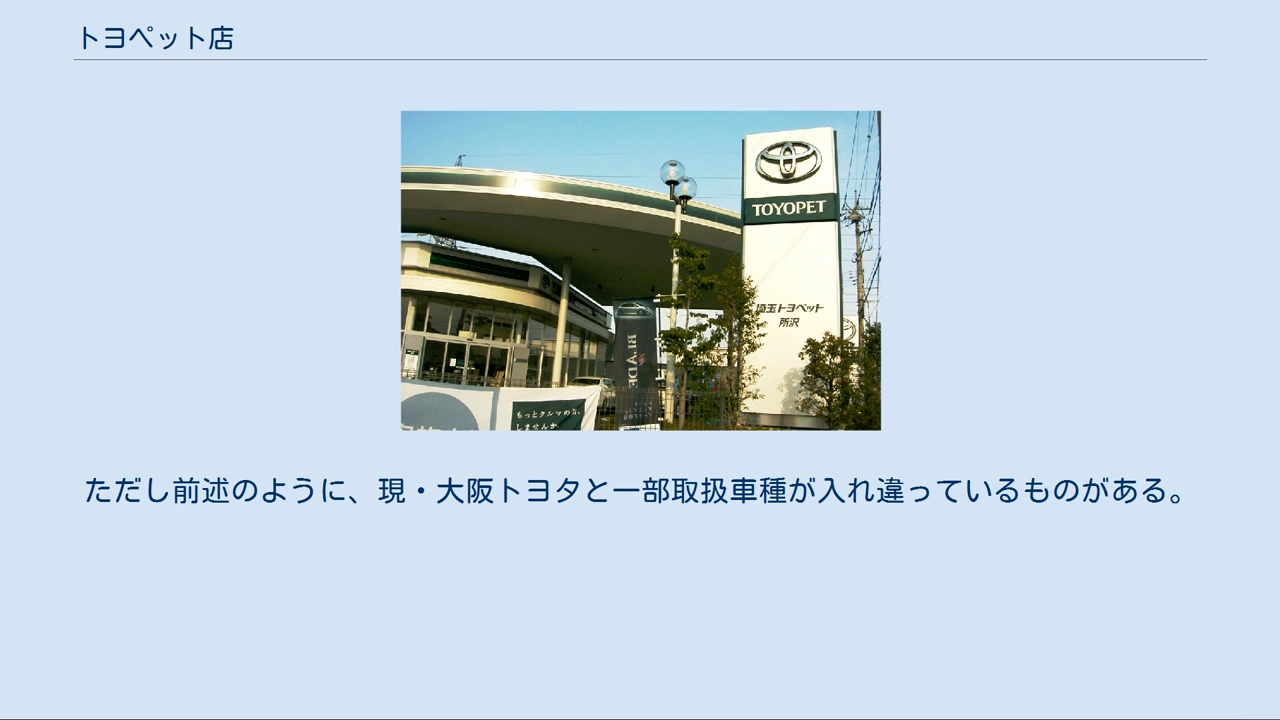 トヨペット店
TOYOPET
埼玉トヨペット
所沢
BLADE
もっとクルマの
しませんか
ただし前述のように、現・大阪トヨタと一部取扱車種が入れ違っているものがある。